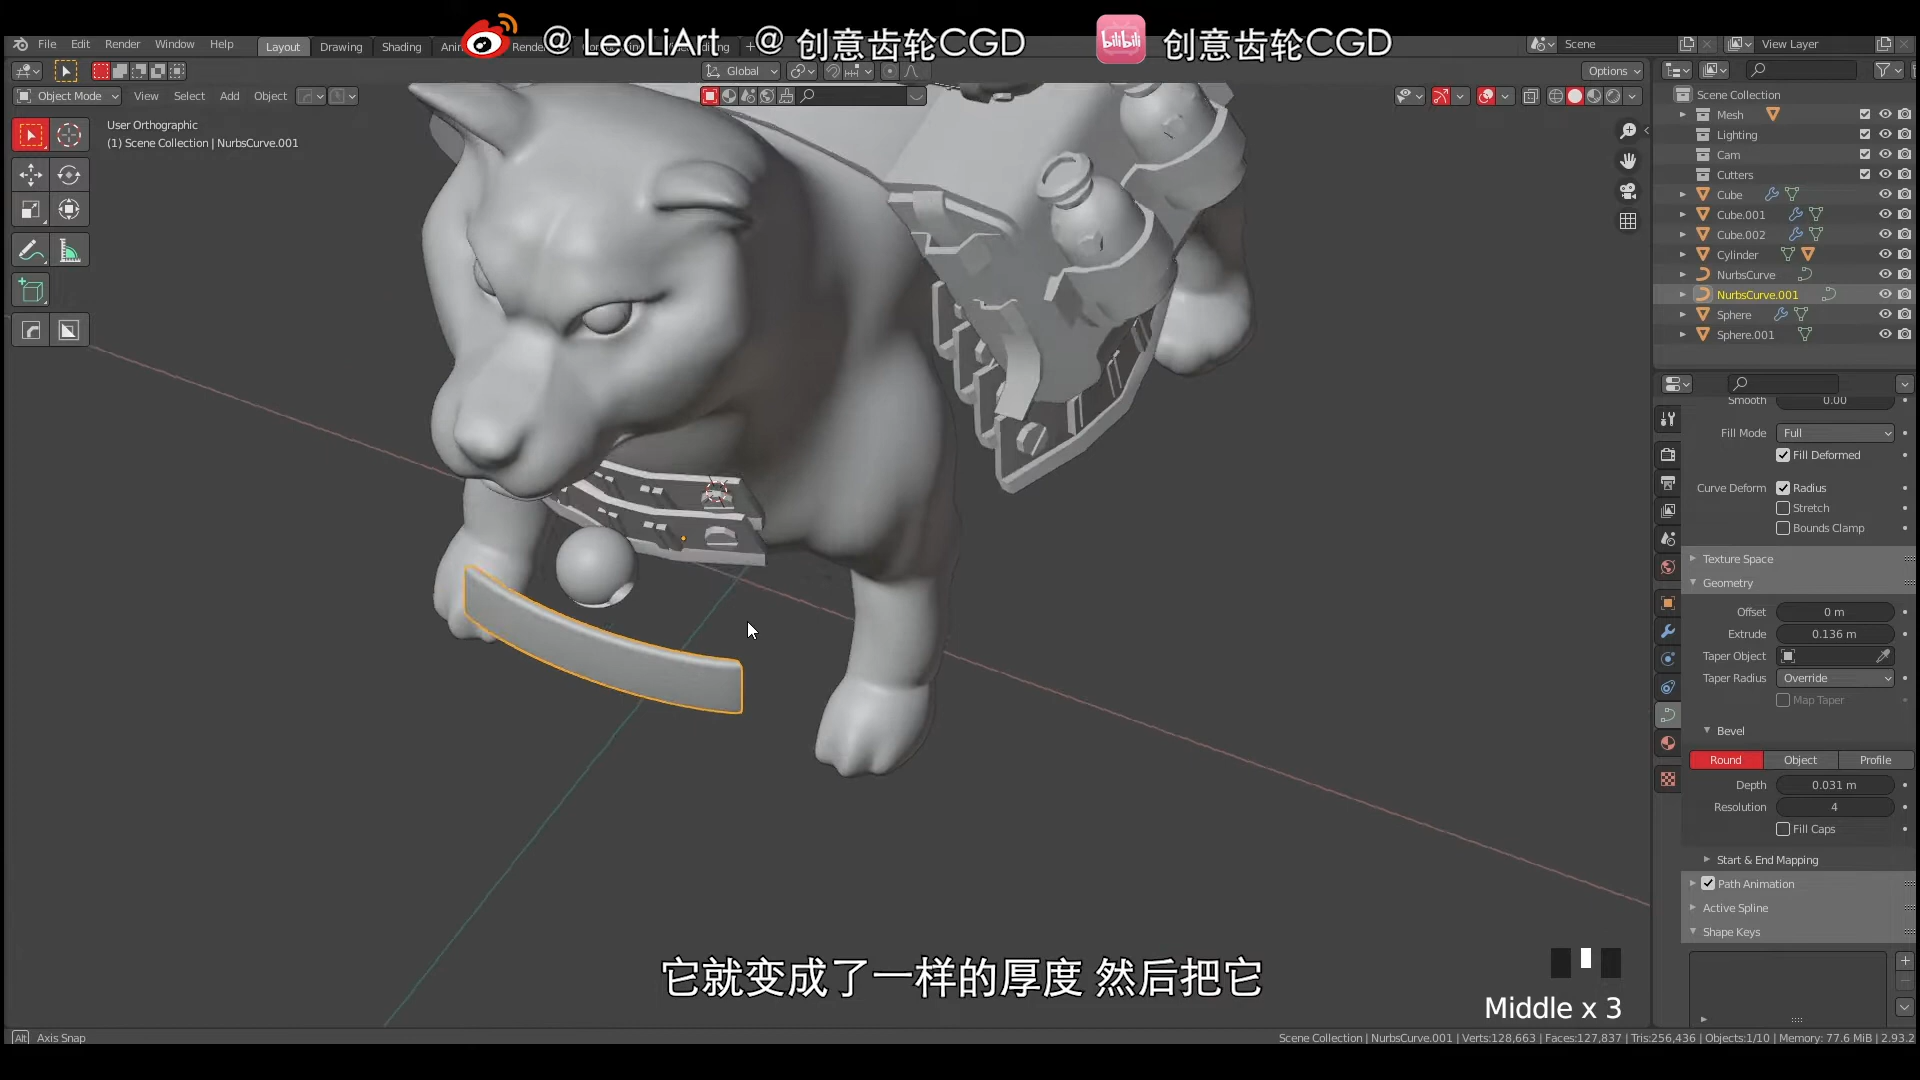 @ LeoLiArt @ 创意齿轮CGD
bilibili 创意齿轮CGD
File Edit Render Window Help Layout Drawing Shading
Scene View Layer
Global Options
Object Mode View Select Add Object
User Orthographic
(1) Scene Collection | NurbsCurve.001
Scene Collection
Mesh
Lighting
Cam
Cutters
Cube
Cube.001
Cube.002
Cylinder
NurbsCurve
NurbsCurve.001
Sphere
Sphere.001
Smooth 0.00
Fill Mode Full
Fill Deformed
Curve Deform Radius
Stretch
Bounds Clamp
Texture Space
Geometry
Offset 0 m
Extrude 0.136 m
Taper Object
Taper Radius Override
Map Taper
Bevel
Round Object Profile
Depth 0.031 m
Resolution 4
Fill Caps
Start & End Mapping
Path Animation
Active Spline
Shape Keys
它就变成了一样的厚度 然后把它
Middle x 3
Alt Axis Snap
Scene Collection | NurbsCurve.001 | Verts:128,663 | Faces:127,837 | Tris:256,436 | Objects:1/10 | Memory: 77.6 MiB | 2.93.2